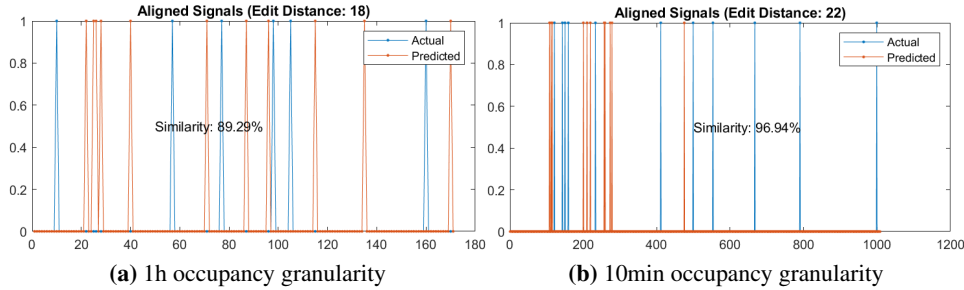 Aligned Signals (Edit Distance: 18)
1
0.8
0.6
0.4
0.2
0
0 20 40 60 80 100 120 140 160 180
Actual
Predicted
Similarity: 89.29%
(a) 1h occupancy granularity
Aligned Signals (Edit Distance: 22)
1
0.8
0.6
0.4
0.2
0
0 200 400 600 800 1000 1200
Actual
Predicted
Similarity: 96.94%
(b) 10min occupancy granularity